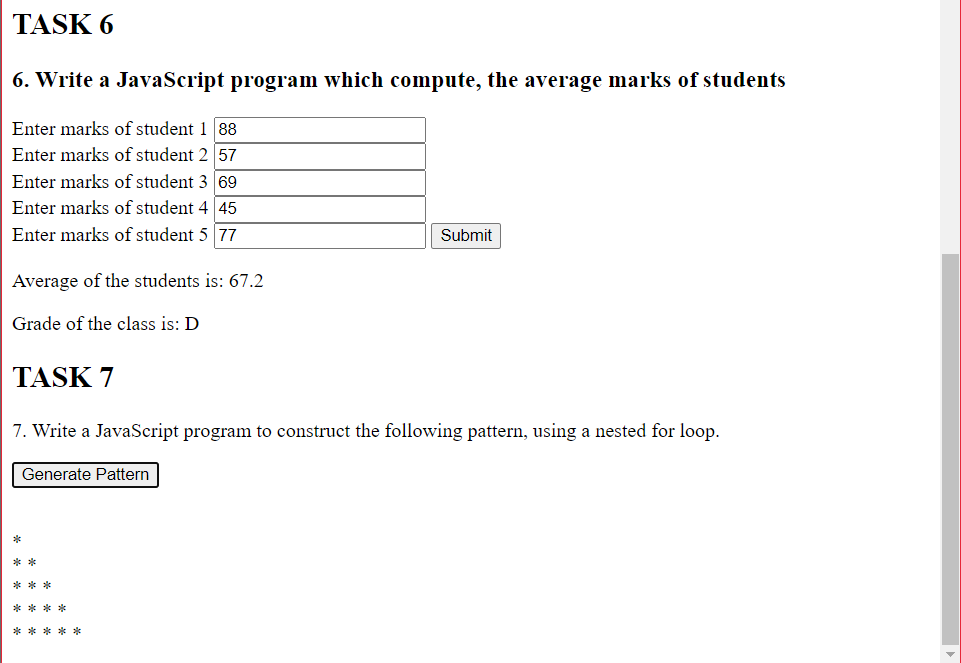 TASK 6
6. Write a JavaScript program which compute, the average marks of students
Enter marks of student 1 88
Enter marks of student 2 57
Enter marks of student 3 69
Enter marks of student 4 45
Enter marks of student 5 77 Submit
Average of the students is: 67.2
Grade of the class is: D
TASK 7
7. Write a JavaScript program to construct the following pattern, using a nested for loop.
Generate Pattern
*
* *
* * *
* * * *
* * * * *